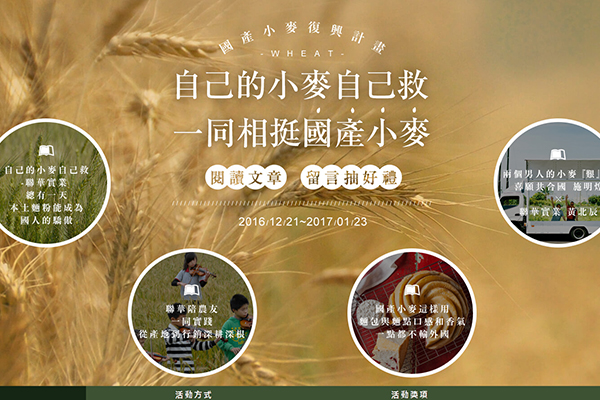 國產小麥復興計畫
-WHEAT-
自己的小麥自己救
一同相挺國產小麥
閱讀文章 留言抽好禮
2016/12/21~2017/01/23
自己的小麥自己救
-聯華實業
總有一天
本土麵粉能成為
國人的驕傲
兩個男人的小麥『艱』
喜願共合國 施明煌
×
聯華實業 黃北辰
聯華陪農友
一同實踐
從產地到行銷深耕深根
國產小麥這樣用
麵包與麵點口感和香氣
一點都不輸外國
活動方式 活動獎項